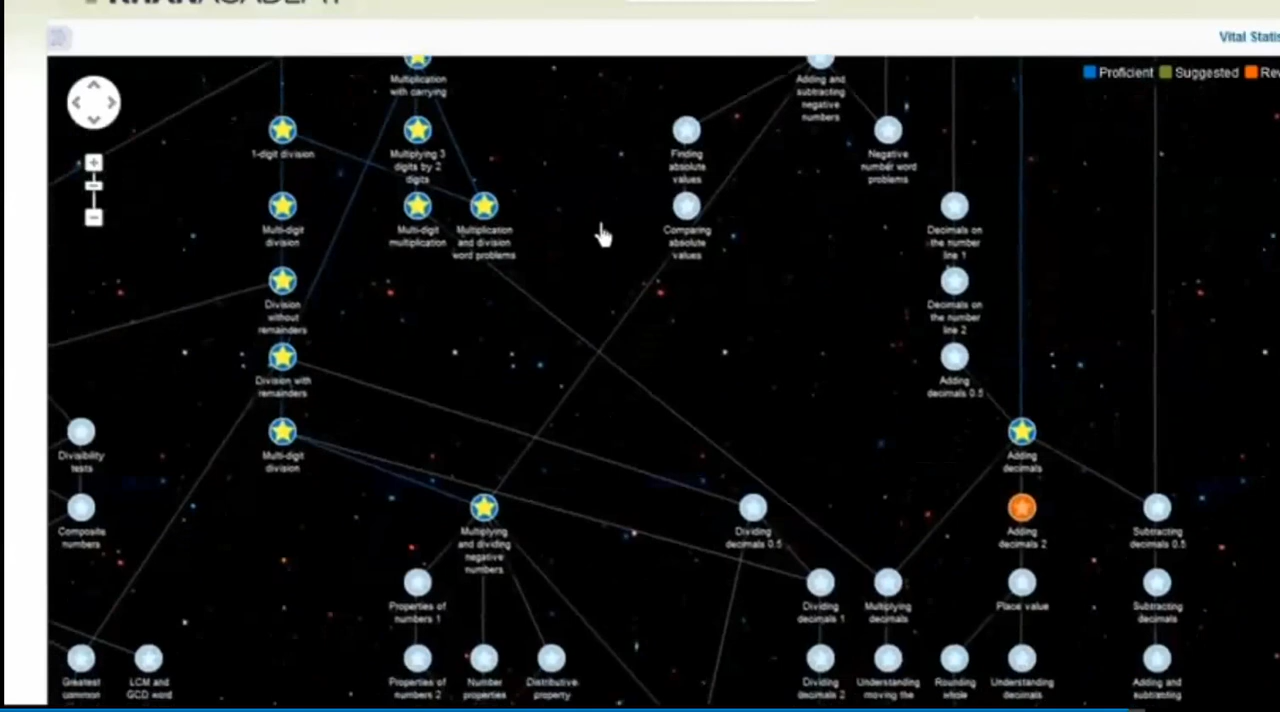 KHAN ACADEMY
Vital Statis
Proficient Suggested Rev
Multiplication
with carrying
Adding and
subtracting
negative
numbers
1-digit division
Multiplying 3
digits by 2
digits
Finding
absolute
values
Negative
number word
problems
Multi-digit
division
Multi-digit
multiplication
Multiplication
and division
word problems
Comparing
absolute
values
Decimals on
the number
line 1
Division
without
remainders
Decimals on
the number
line 2
Division with
remainders
Adding
decimals 0.5
Divisibility
tests
Multi-digit
division
Adding
decimals
Composite
numbers
Multiplying
and dividing
negative
numbers
Dividing
decimals 0.5
Adding
decimals 2
Subtracting
decimals 0.5
Properties of
numbers 1
Dividing
decimals 1
Multiplying
decimals
Place value
Subtracting
decimals
Greatest
common
LCM and
GCD word
Properties of
numbers 2
Number
properties
Distributive
property
Dividing
decimals 2
Understanding
moving the
Rounding
whole
Understanding
decimals
Adding and
subtracting